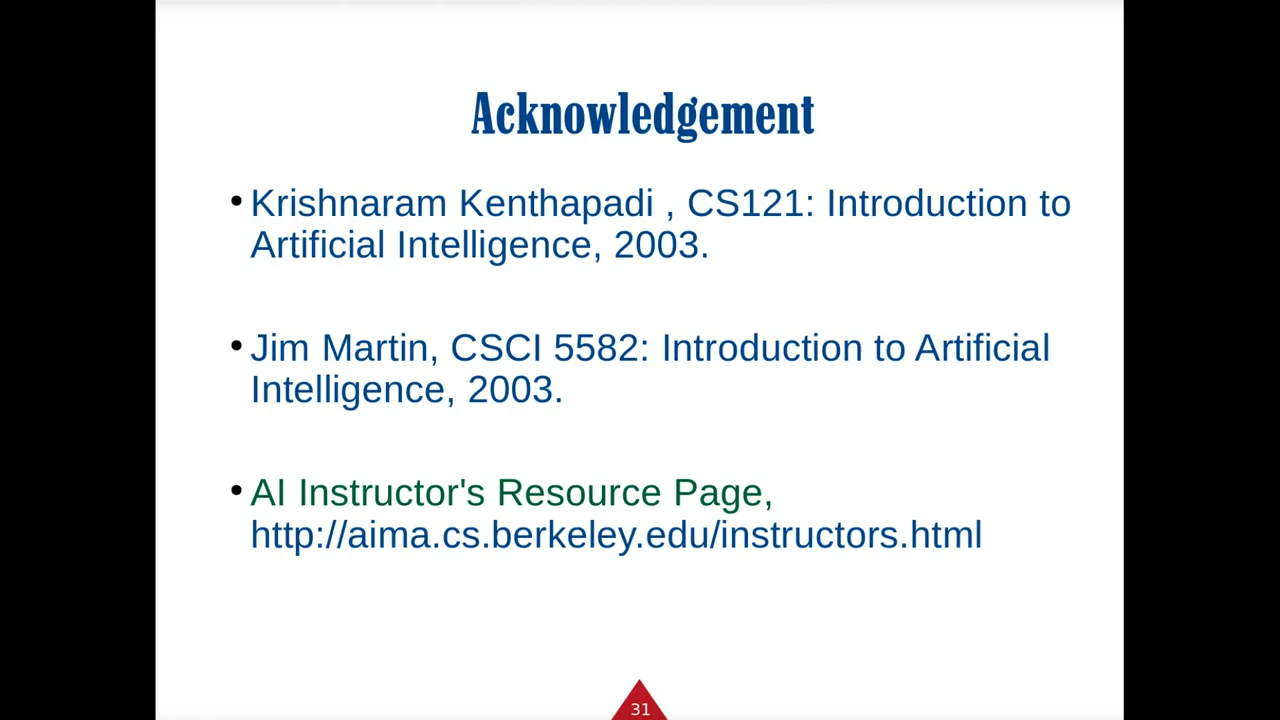 Acknowledgement
• Krishnaram Kenthapadi , CS121: Introduction to
Artificial Intelligence, 2003.
• Jim Martin, CSCI 5582: Introduction to Artificial
Intelligence, 2003.
• AI Instructor's Resource Page,
http://aima.cs.berkeley.edu/instructors.html
31